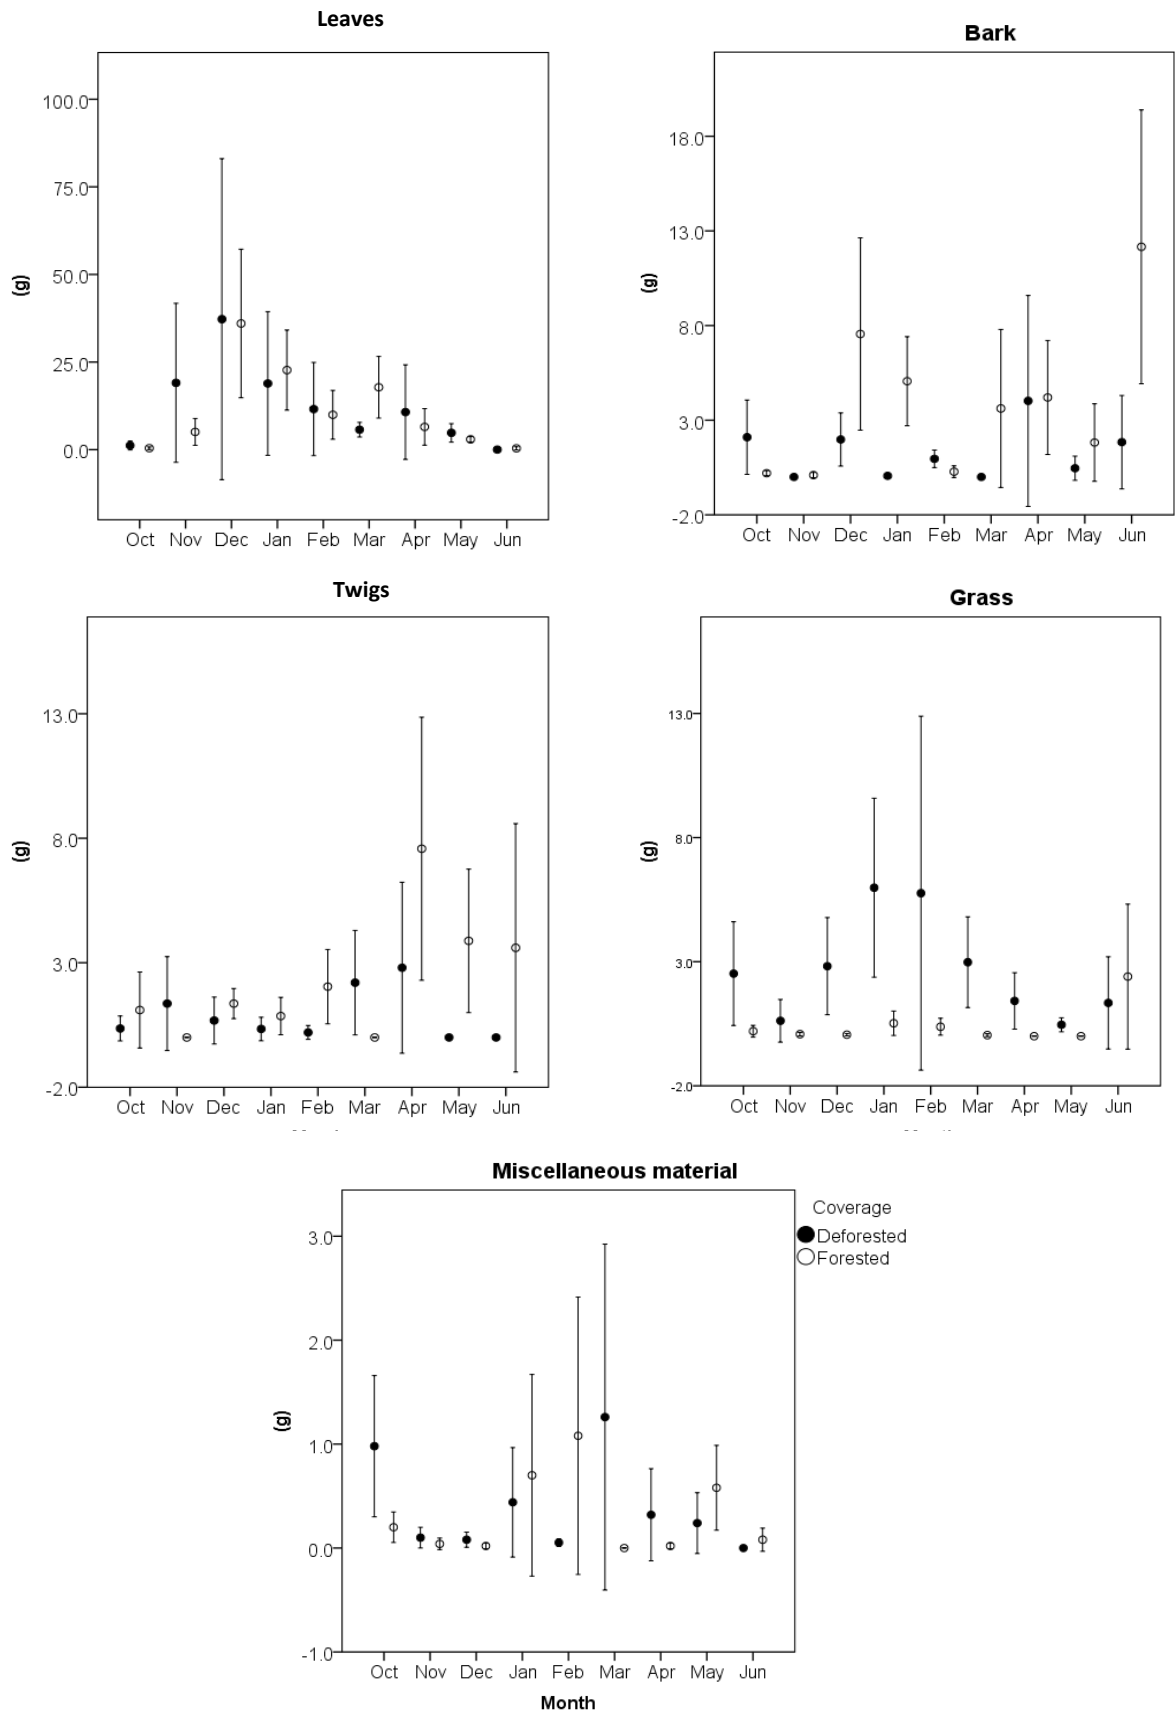 Leaves
100.0
75.0
50.0
25.0
0.0
(g)
Oct Nov Dec Jan Feb Mar Apr May Jun
Bark
18.0
13.0
8.0
3.0
-2.0
(g)
Oct Nov Dec Jan Feb Mar Apr May Jun
Twigs
13.0
8.0
3.0
-2.0
(g)
Oct Nov Dec Jan Feb Mar Apr May Jun
Grass
13.0
8.0
3.0
-2.0
(g)
Oct Nov Dec Jan Feb Mar Apr May Jun
Miscellaneous material
3.0
2.0
1.0
0.0
-1.0
(g)
Oct Nov Dec Jan Feb Mar Apr May Jun
Month
Coverage
Deforested
Forested